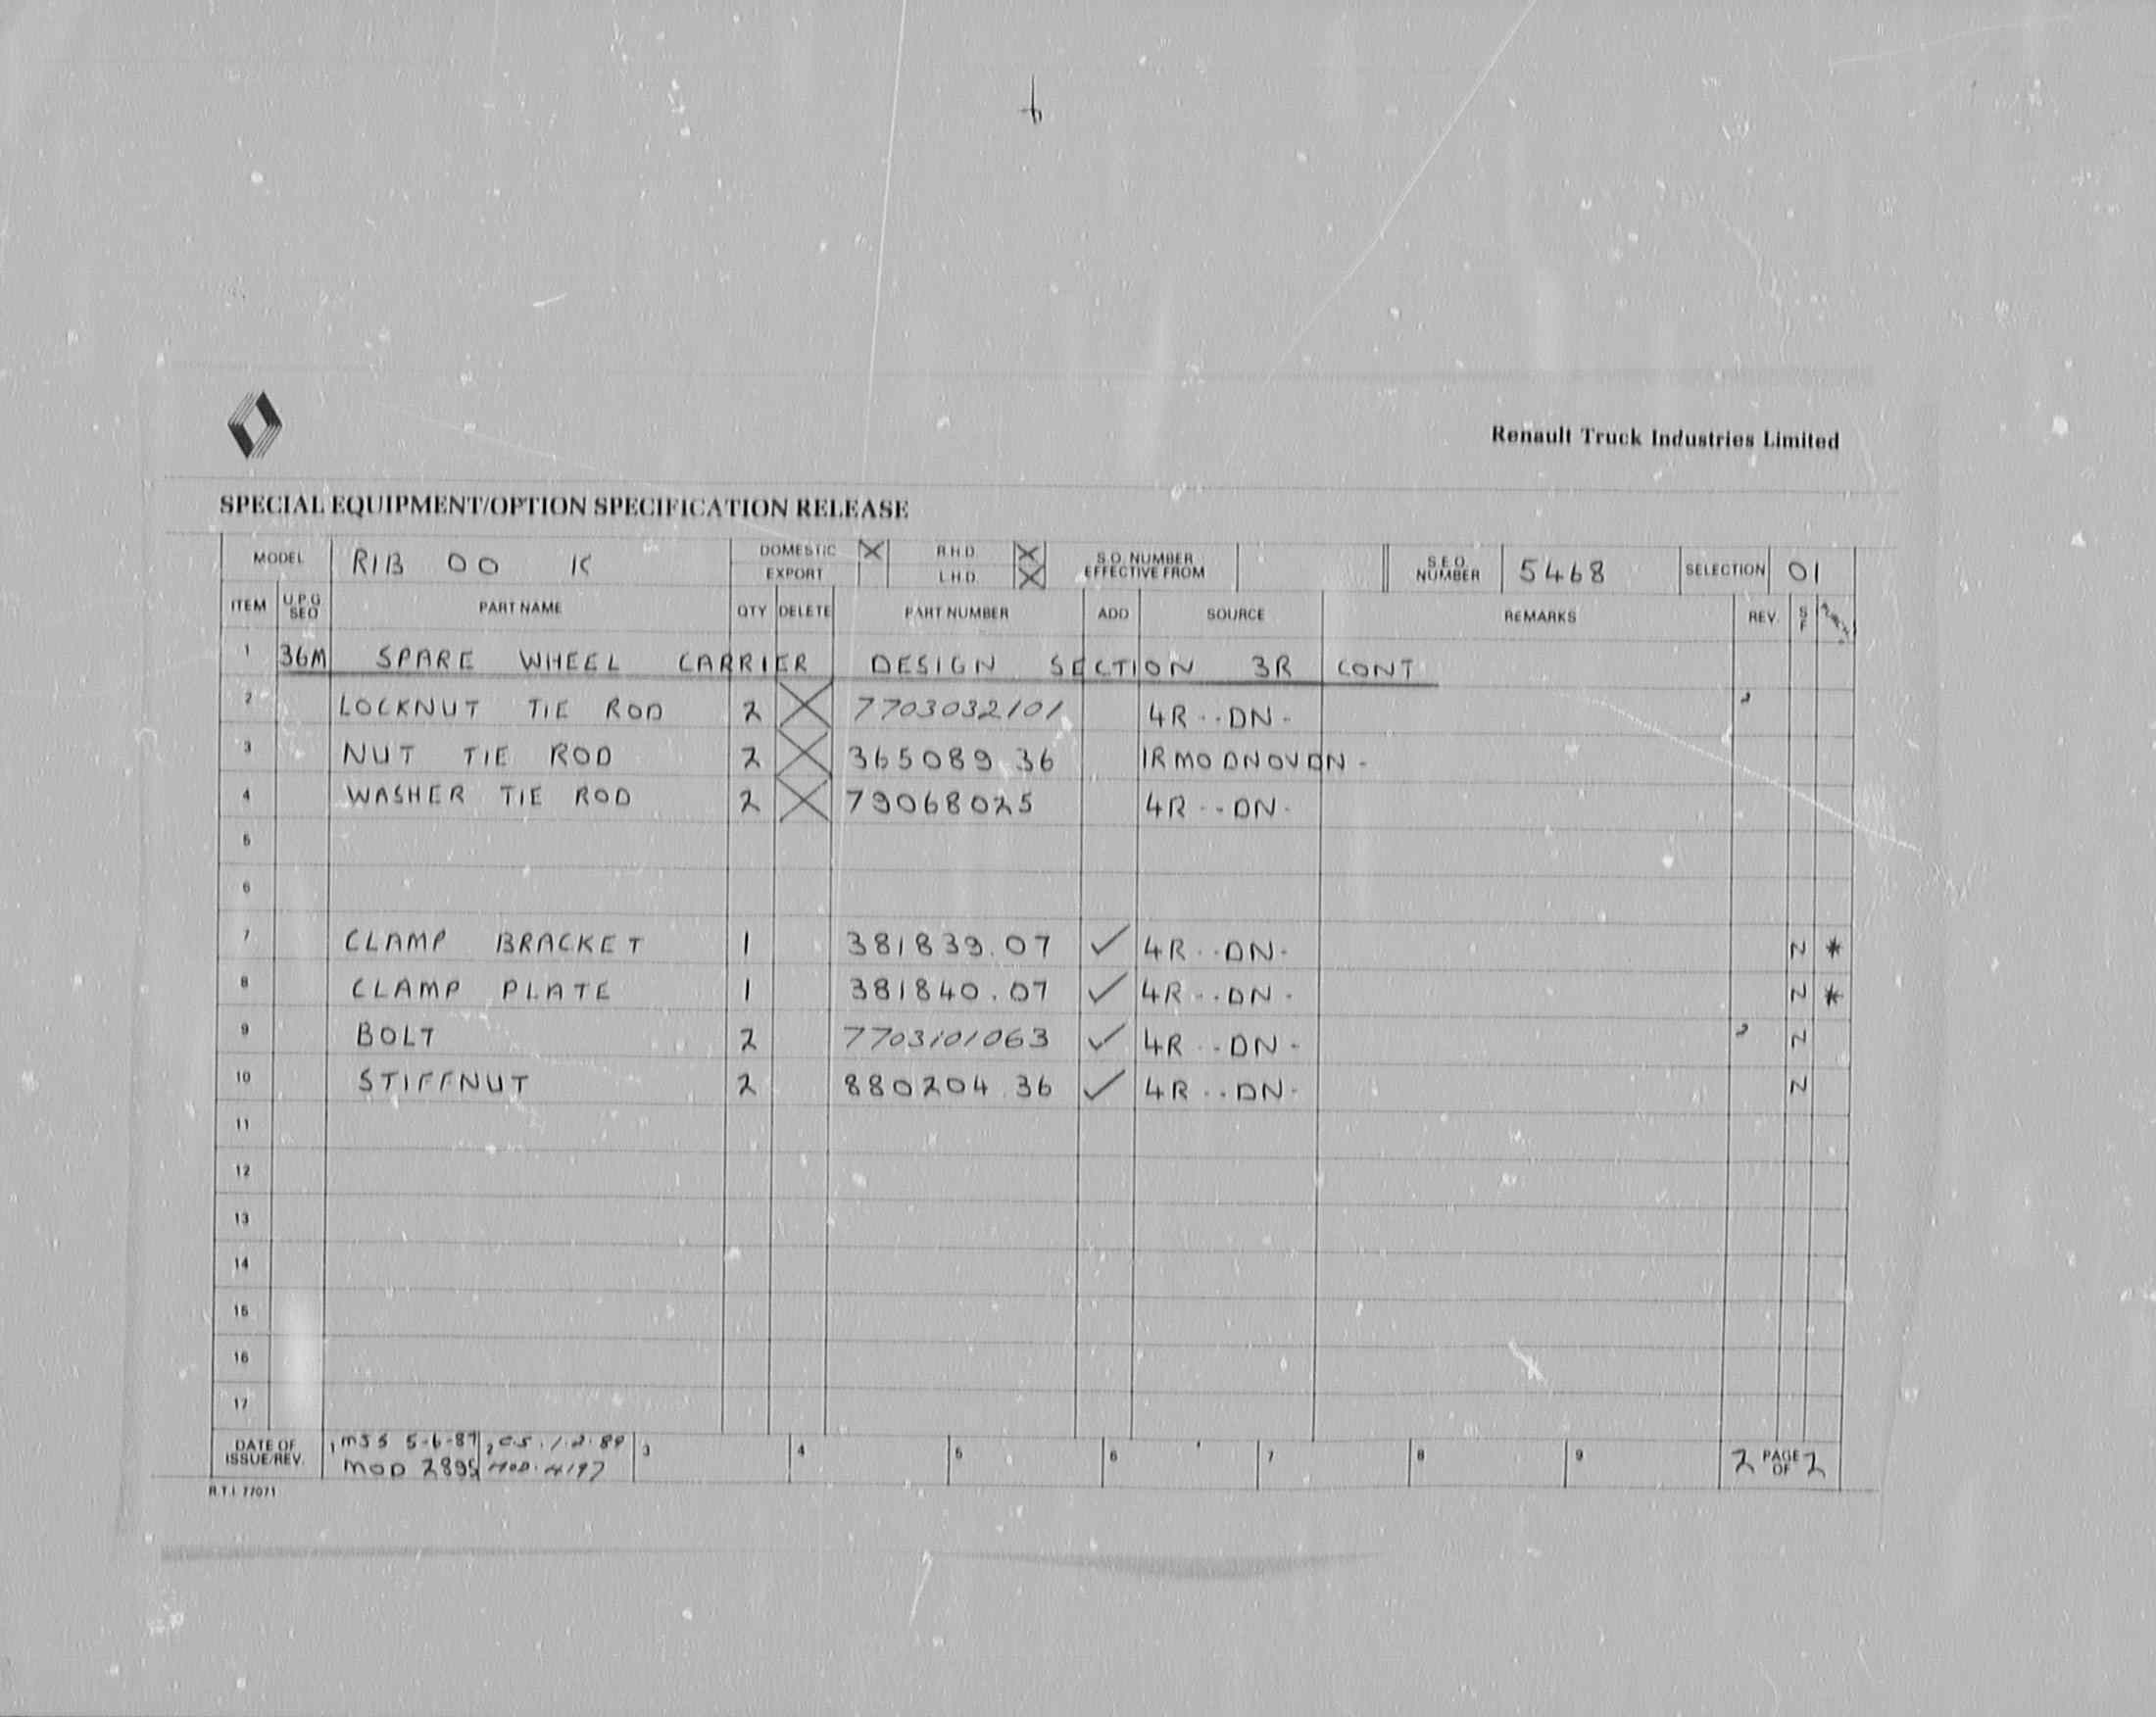 Renault Truck Industries Limited
SPECIAL EQUIPMENT/OPTION SPECIFICATION RELEASE
MODEL R1B 00 K DOMESTIC X R.H.D. X S.O. NUMBER EFFECTIVE FROM S.E.O. NUMBER 5468 SELECTION 01
EXPORT L.H.D. X
ITEM U.P.G SEQ PART NAME QTY DELETE PART NUMBER ADD SOURCE REMARKS REV. S F
1 36M SPARE WHEEL CARRIER DESIGN SECTION 3R CONT
2 LOCKNUT TIE ROD 2 X 7703032101 4R--DN- 2
3 NUT TIE ROD 2 X 365089.36 1RMODNOVDN-
4 WASHER TIE ROD 2 X 79068025 4R--DN-
5
6
7 CLAMP BRACKET 1 381839.07 ✓ 4R--DN- N *
8 CLAMP PLATE 1 381840.07 ✓ 4R--DN- N *
9 BOLT 2 7703101063 ✓ 4R--DN- 2 N
10 STIFFNUT 2 880204.36 ✓ 4R--DN- N
11
12
13
14
15
16
17
DATE OF ISSUE/REV. 1 5-6-87 2 3 4 5 6 7 8 9 2 PAGE OF 2
MOD 2895 MOD. 4197
R.T.I. 77071